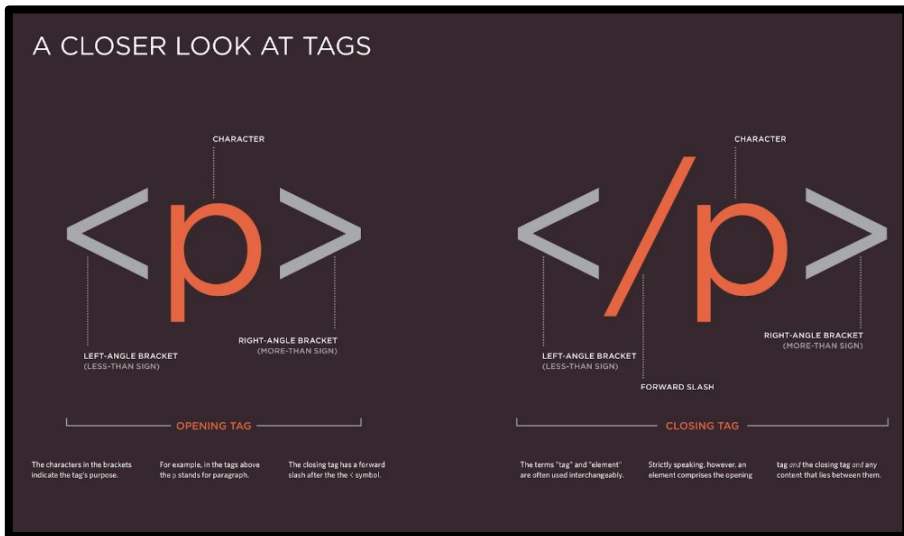 A CLOSER LOOK AT TAGS
CHARACTER
<p>
LEFT-ANGLE BRACKET
(LESS-THAN SIGN)
RIGHT-ANGLE BRACKET
(MORE-THAN SIGN)
OPENING TAG
The characters in the brackets
indicate the tag's purpose.
For example, in the tags above
the p stands for paragraph.
The closing tag has a forward
slash after the the < symbol.
CHARACTER
</p>
LEFT-ANGLE BRACKET
(LESS-THAN SIGN)
FORWARD SLASH
RIGHT-ANGLE BRACKET
(MORE-THAN SIGN)
CLOSING TAG
The terms "tag" and "element"
are often used interchangeably.
Strictly speaking, however, an
element comprises the opening
tag and the closing tag and any
content that lies between them.